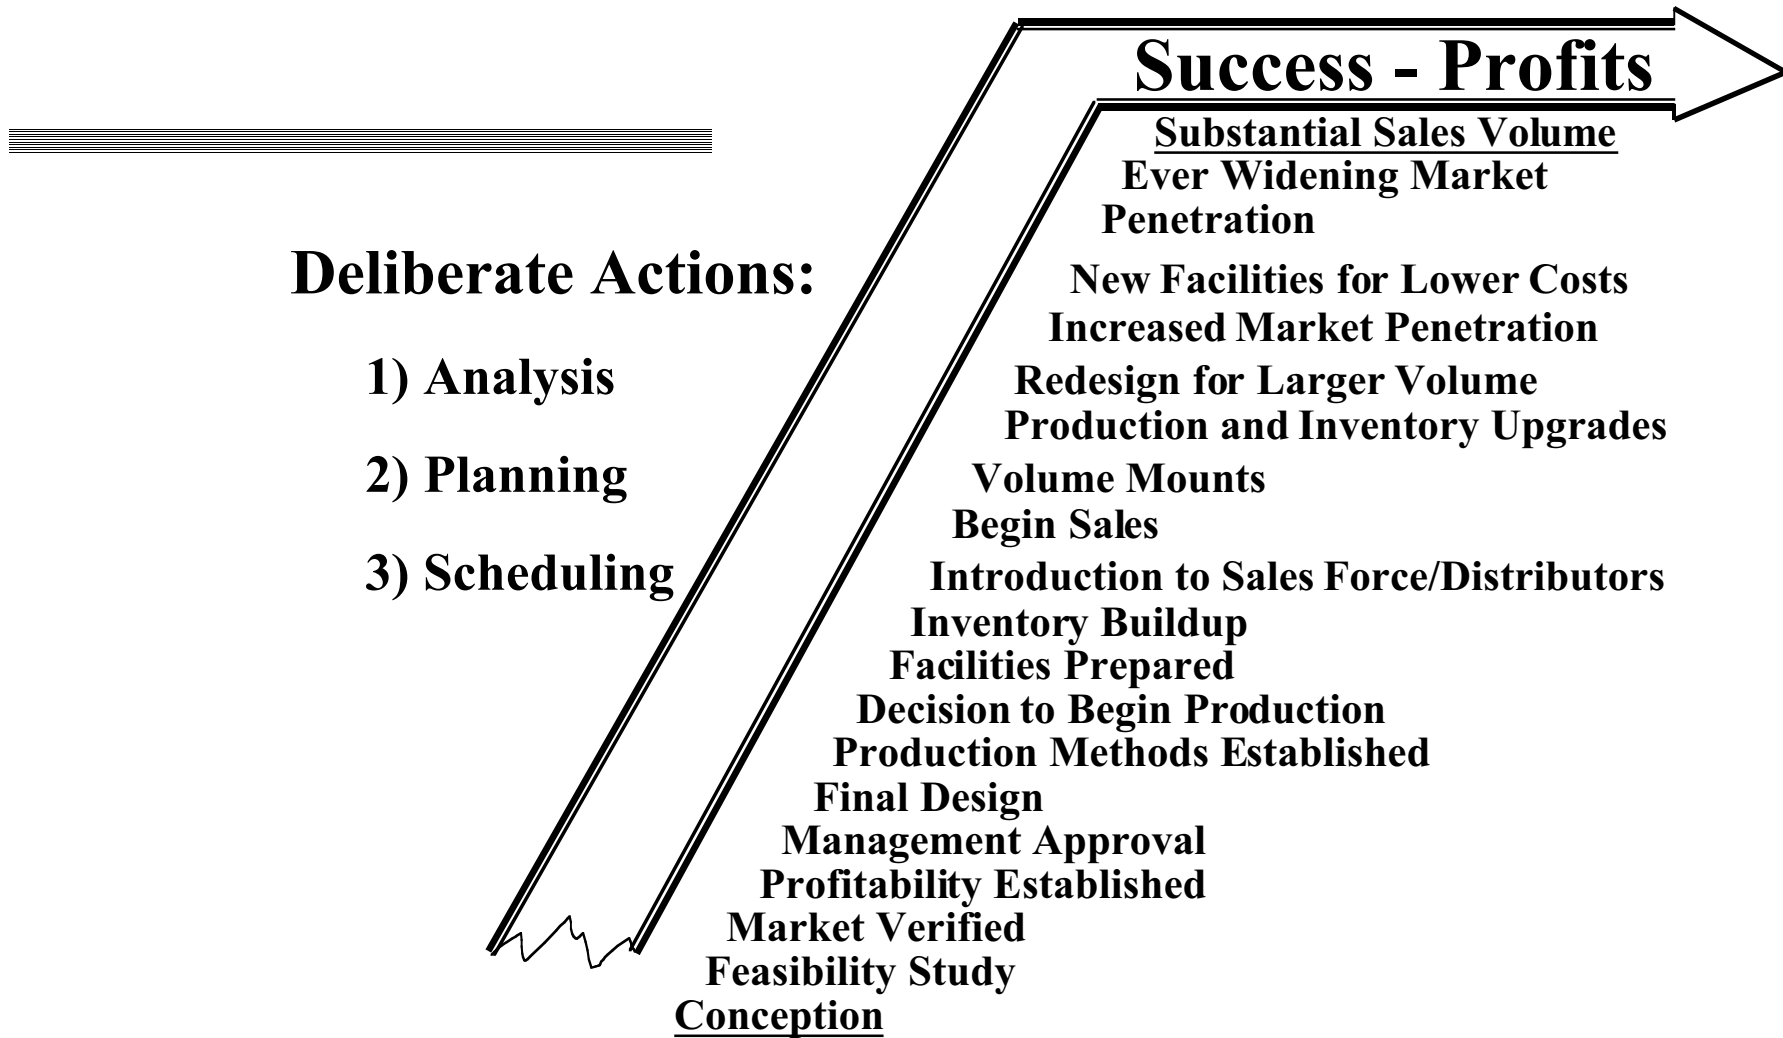 Success - Profits
Substantial Sales Volume
Ever Widening Market
Penetration
Deliberate Actions:
New Facilities for Lower Costs
Increased Market Penetration
1) Analysis
Redesign for Larger Volume
Production and Inventory Upgrades
2) Planning
Volume Mounts
Begin Sales
3) Scheduling
Introduction to Sales Force/Distributors
Inventory Buildup
Facilities Prepared
Decision to Begin Production
Production Methods Established
Final Design
Management Approval
Profitability Established
Market Verified
Feasibility Study
Conception